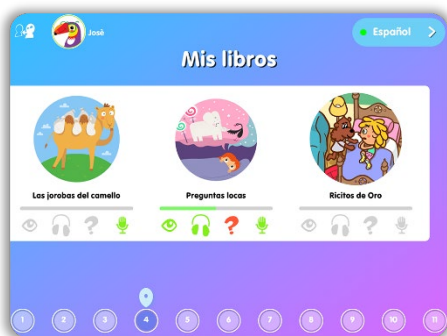 José
Español
Mis libros
Las jorobas del camello
Preguntas locas
Ricitos de Oro
1 2 3 4 5 6 7 8 9 10 11